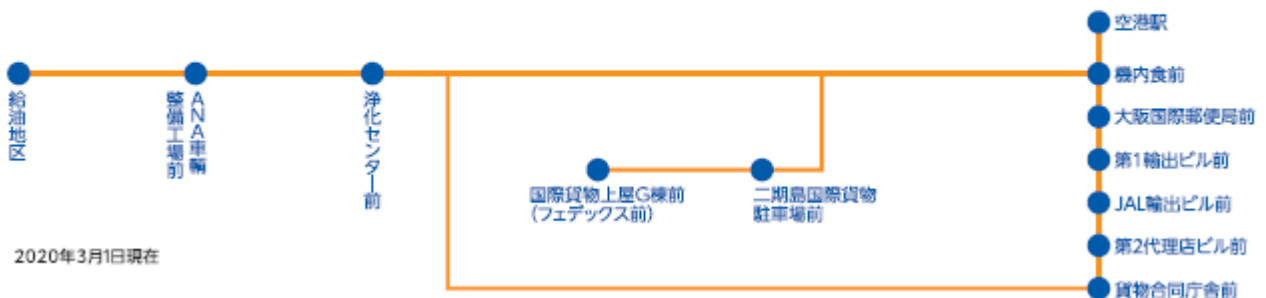 空港駅
機内食前
大阪国際郵便局前
第1輸出ビル前
JAL輸出ビル前
第2代理店ビル前
貨物合同庁舎前
給油地区
ANA車輛
整備工場前
浄化センター前
国際貨物上屋G棟前
(フェデックス前)
二期島国際貨物
駐車場前
2020年3月1日現在